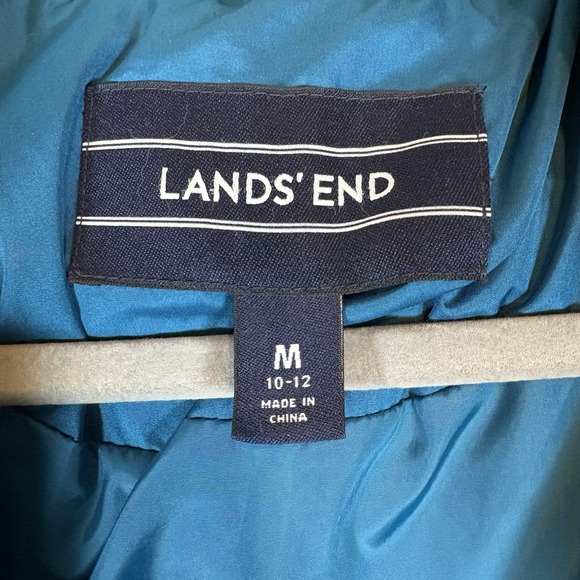 LANDS' END
M
10-12
MADE IN
CHINA